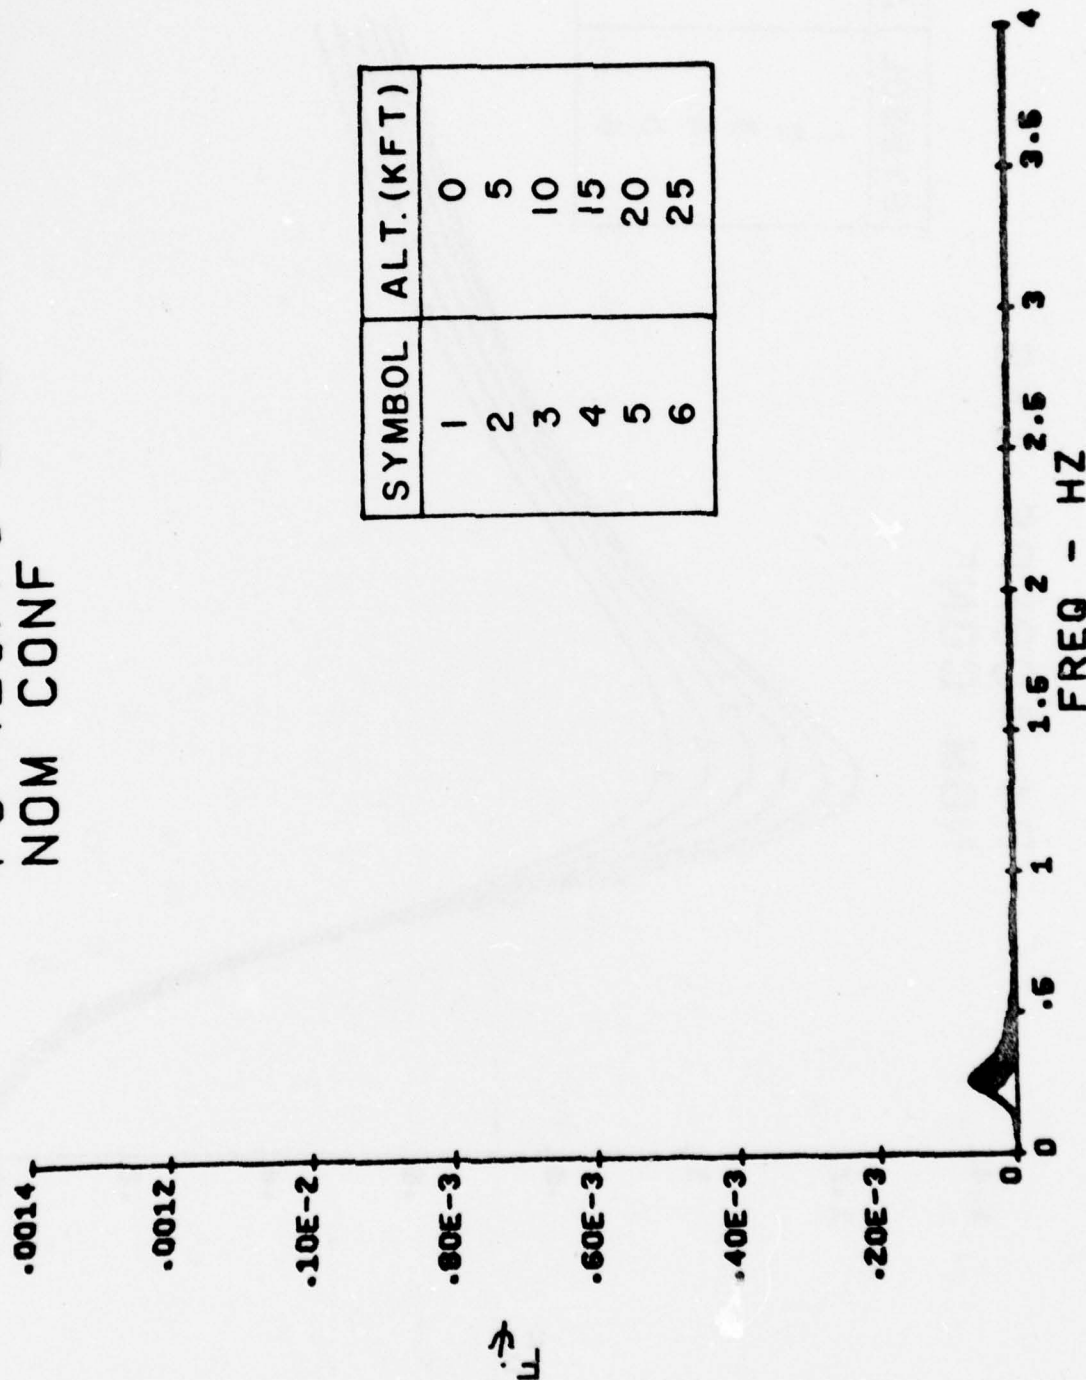 NOM CONF
SYMBOL ALT. (KFT)
1 0
2 5
3 10
4 15
5 20
6 25
.0014
.0012
.10E-2
.80E-3
.60E-3
.40E-3
.20E-3
0
0 .5 1 1.5 2 2.5 3 3.5 4
FREQ - HZ